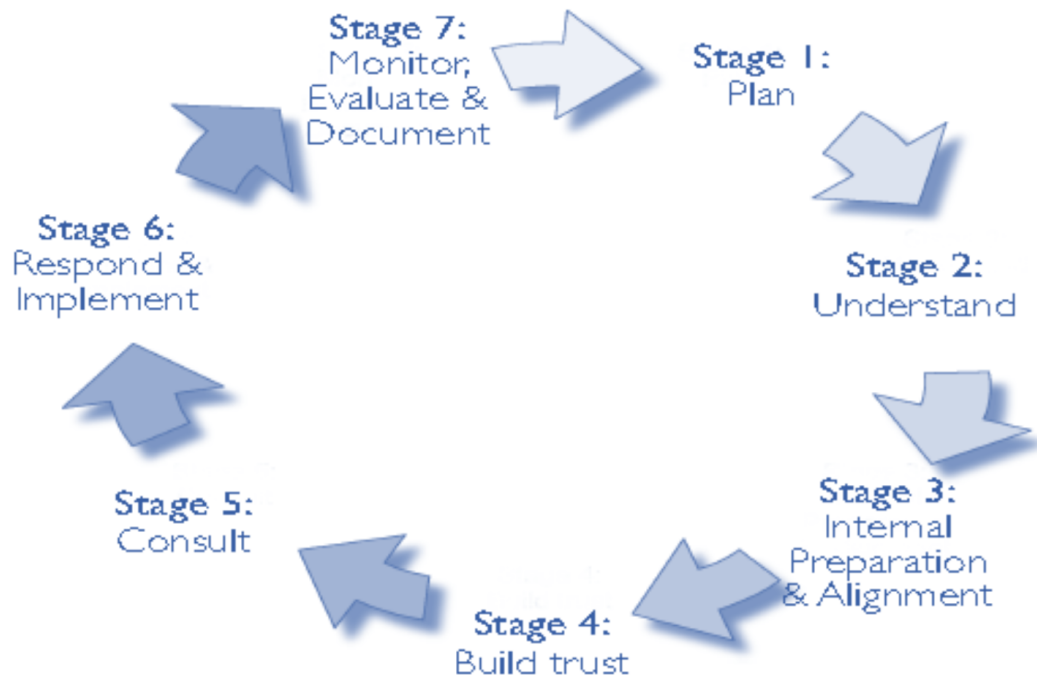 Stage 1:
Plan
Stage 2:
Understand
Stage 3:
Internal
Preparation
& Alignment
Stage 4:
Build trust
Stage 5:
Consult
Stage 6:
Respond &
Implement
Stage 7:
Monitor,
Evaluate &
Document